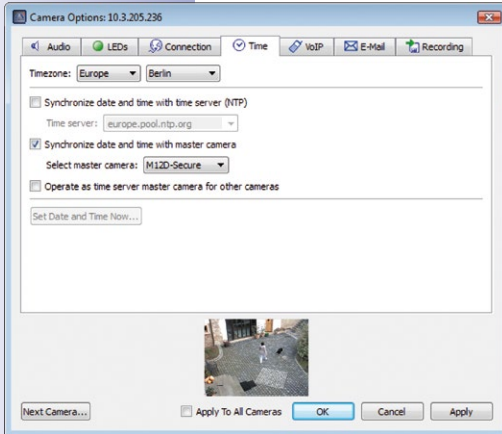 Camera Options: 10.3.205.236
Audio LEDs Connection Time VoIP E-Mail Recording
Timezone: Europe Berlin
Synchronize date and time with time server (NTP)
Time server: europe.pool.ntp.org
Synchronize date and time with master camera
Select master camera: M12D-Secure
Operate as time server master camera for other cameras
Set Date and Time Now...
Next Camera... Apply To All Cameras OK Cancel Apply